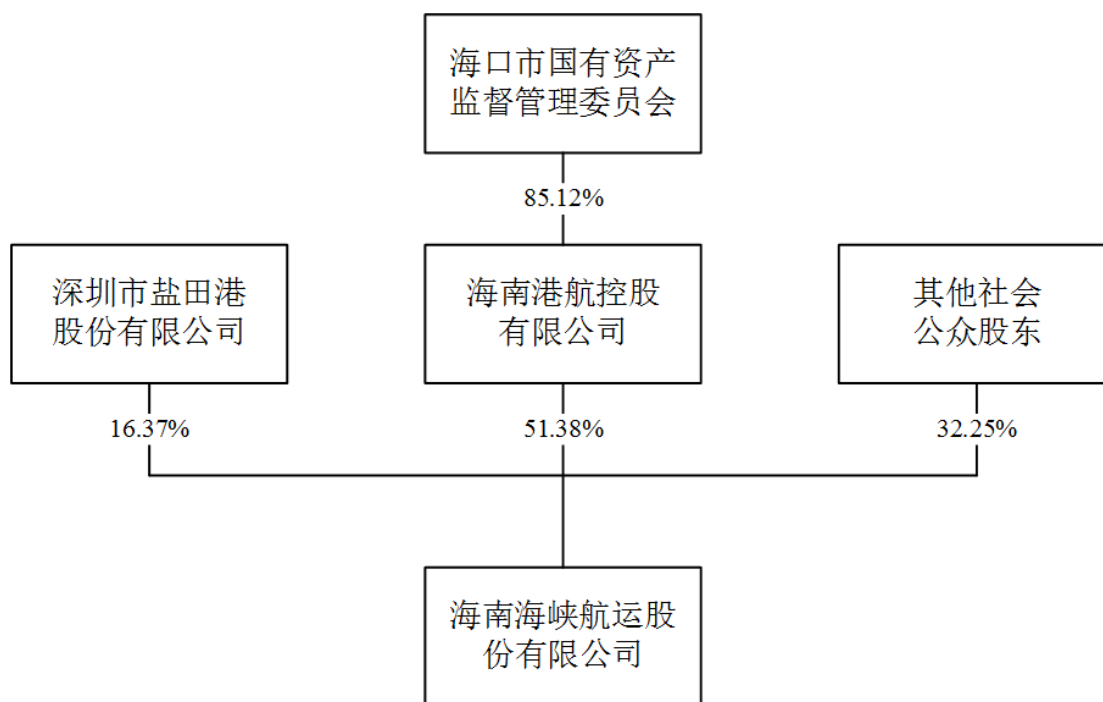 海口市国有资产
监督管理委员会
85.12%
深圳市盐田港
股份有限公司
海南港航控股
有限公司
其他社会
公众股东
16.37%
51.38%
32.25%
海南海峡航运股
份有限公司